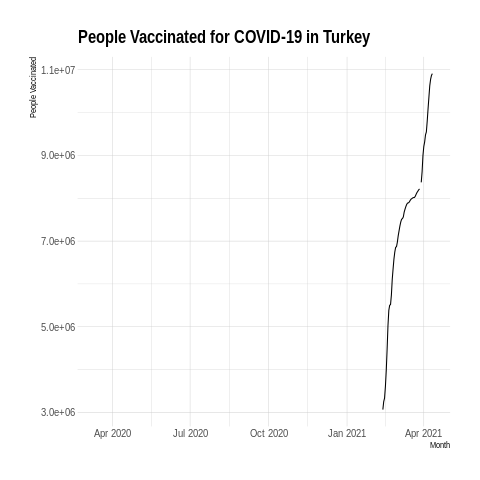 People Vaccinated for COVID-19 in Turkey
People Vaccinated
1.1e+07
9.0e+06
7.0e+06
5.0e+06
3.0e+06
Apr 2020 Jul 2020 Oct 2020 Jan 2021 Apr 2021
Month